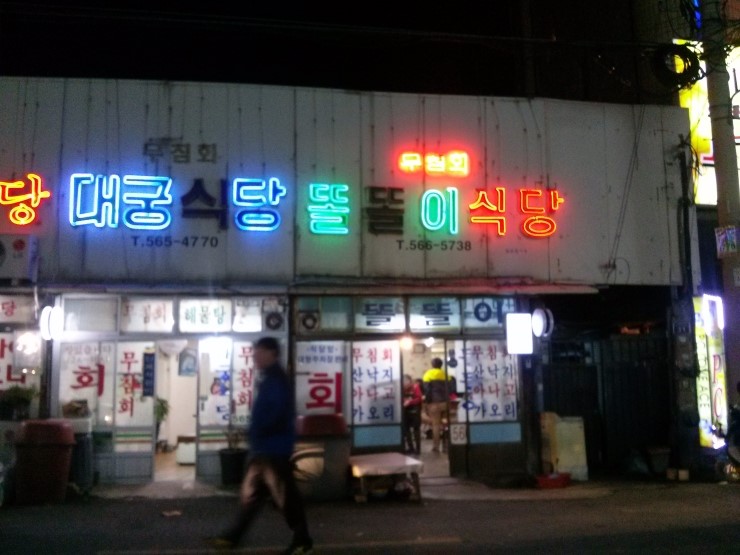 당
무침회
대궁식당
T.565-4770
무침회
똘똘이식당
T.566-5738
무침회
해물탕
똘똘이
회
무침회
회
무침회
산낙지
아나고
가오리
무침회
산낙지
아나고
가오리
56
PC